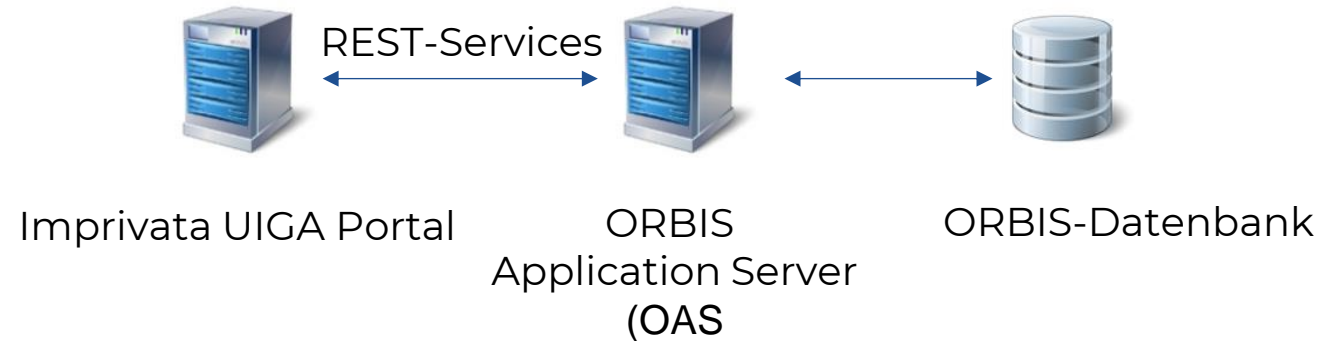 REST-Services
Imprivata UIGA Portal
ORBIS
Application Server
(OAS
ORBIS-Datenbank